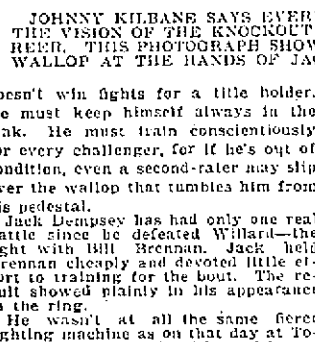 JOHNNY KILBANE SAYS EVER
THE VISION OF THE KNOCKOUT
REER. THIS PHOTOGRAPH SHOW
WALLOP AT THE HANDS OF JA
oesn't win fights for a title holder.
e must keep himself always in the
ak. He must train conscientiously
or every challenger, for if he's out of
ondition, even a second-rater may slip
ver the wallop that tumbles him from
is pedestal.
Jack Dempsey has had only one real
attle since he defeated Willard—the
ght with Bill Brennan. Jack held
rennan cheaply and devoted little ef-
ort to training for the bout. The re-
ult showed plainly in his appearance
n the ring.
He wasn't at all the same fierce
ghting machine as on that day at To-